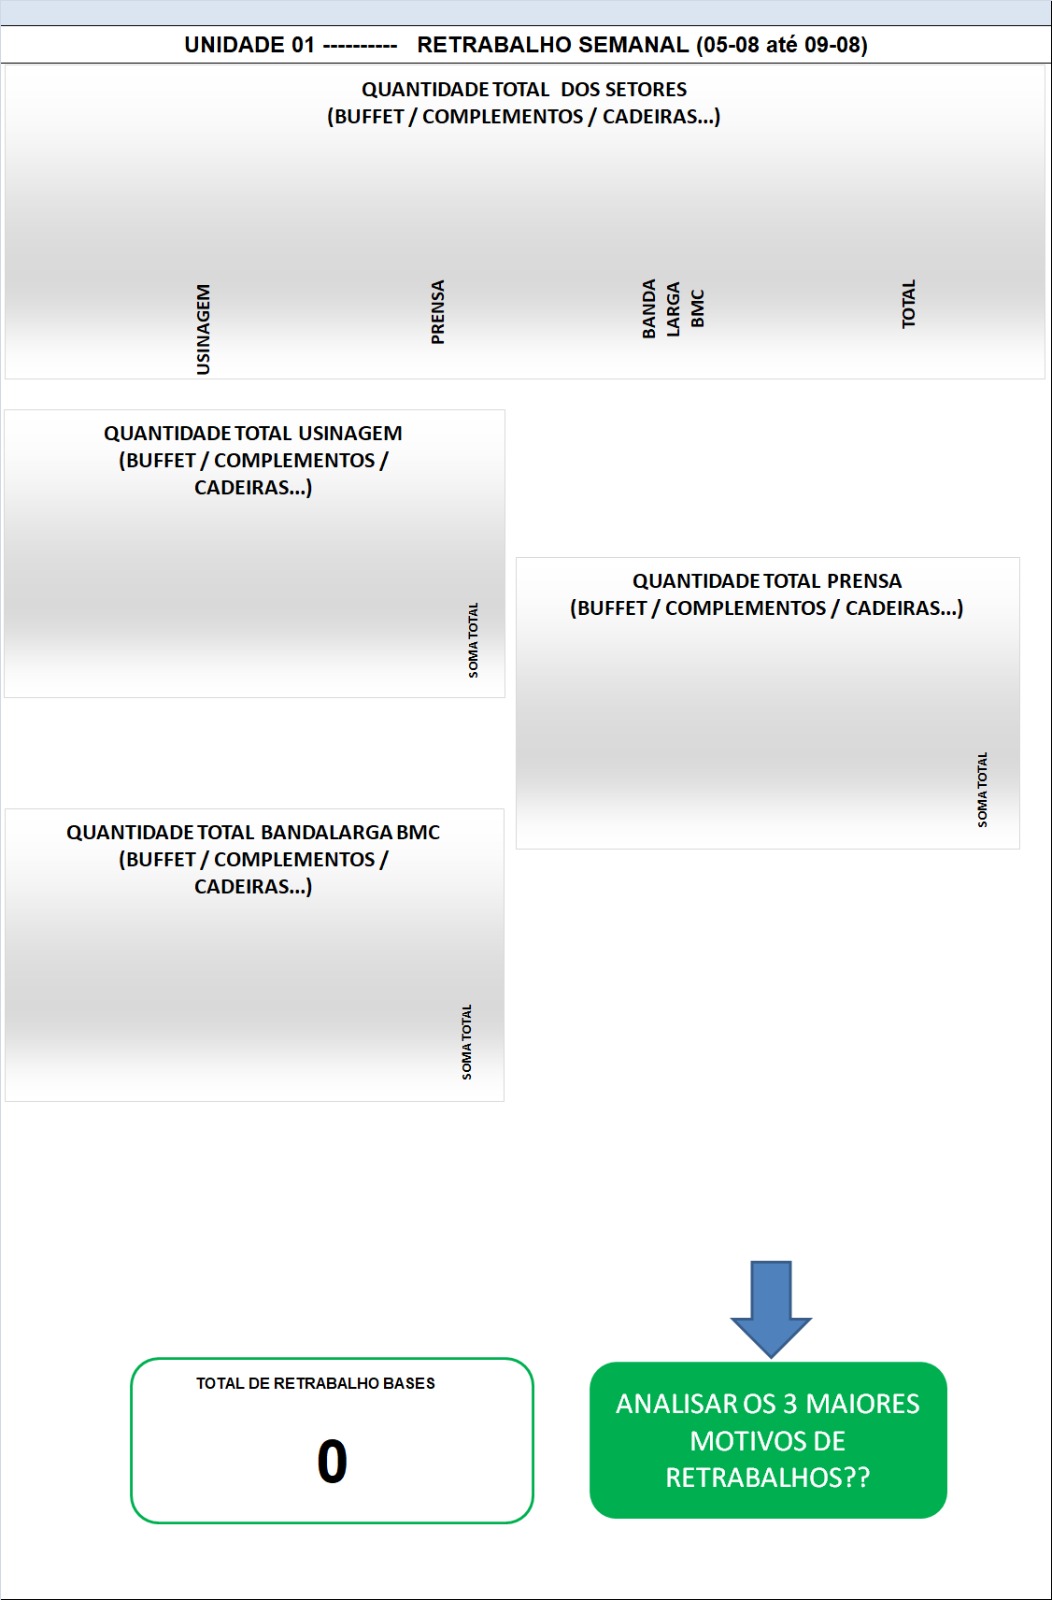 UNIDADE 01 ---------- RETRABALHO SEMANAL (05-08 até 09-08)
QUANTIDADE TOTAL DOS SETORES
(BUFFET / COMPLEMENTOS / CADEIRAS...)
USINAGEM
PRENSA
BANDA
LARGA
BMC
TOTAL
QUANTIDADE TOTAL USINAGEM
(BUFFET / COMPLEMENTOS /
CADEIRAS...)
SOMA TOTAL
QUANTIDADE TOTAL PRENSA
(BUFFET / COMPLEMENTOS / CADEIRAS...)
SOMA TOTAL
QUANTIDADE TOTAL BANDALARGA BMC
(BUFFET / COMPLEMENTOS /
CADEIRAS...)
SOMA TOTAL
TOTAL DE RETRABALHO BASES
0
ANALISAR OS 3 MAIORES
MOTIVOS DE
RETRABALHOS??